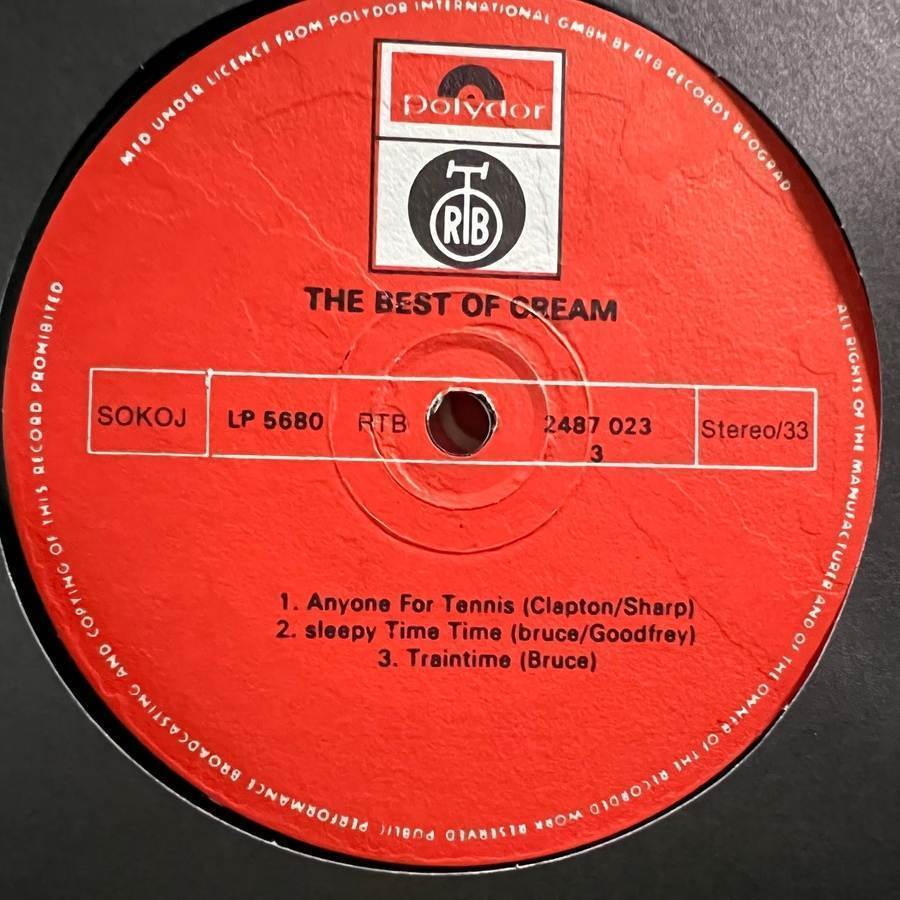 MFD UNDER LICENCE FROM POLYDOR INTERNATIONAL GMBH BY RTB RECORDS BEOGRAD
polydor
RTB
THE BEST OF CREAM
SOKOJ LP 5680 RTB 2487 023 Stereo/33
3
1. Anyone For Tennis (Clapton/Sharp)
2. sleepy Time Time (bruce/Goodfrey)
3. Traintime (Bruce)
ALL RIGHTS OF THE MANUFACTURER AND OF THE OWNER OF THE RECORDED WORK RESERVED PUBLIC PERFORMANCE BROADCASTING AND COPYING OF THIS RECORD PROHIBITED